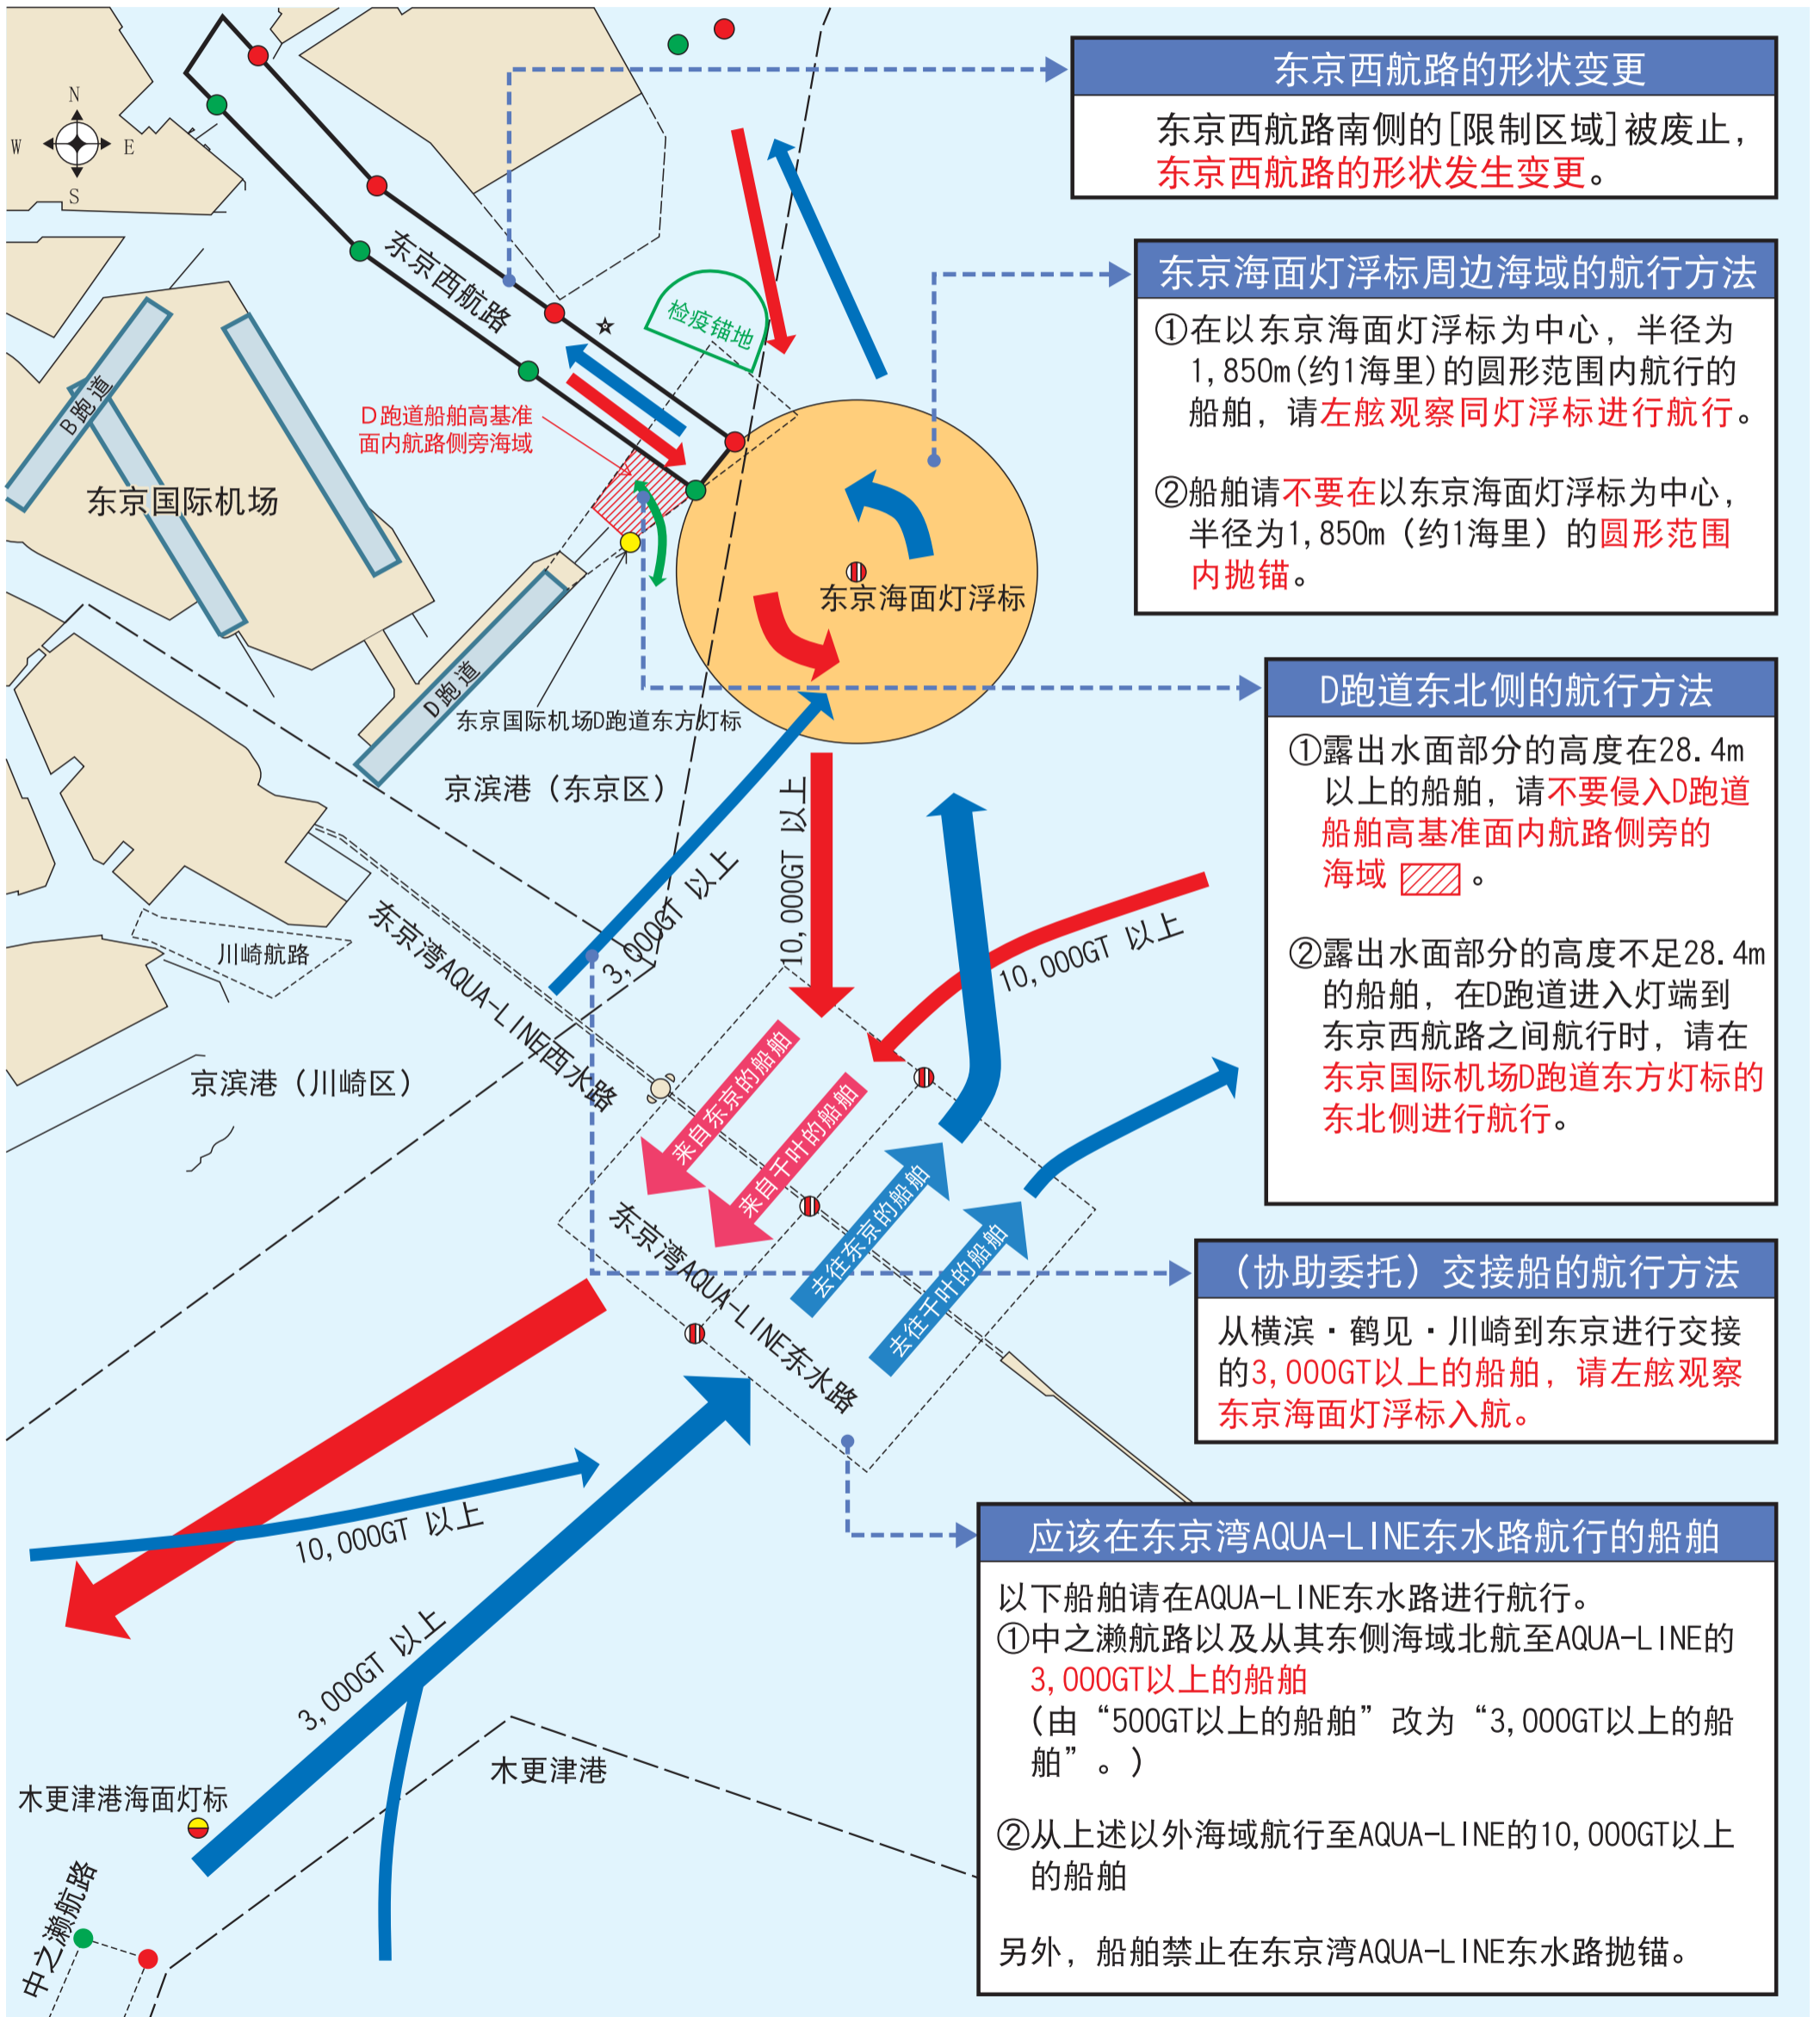 N
W
E
S
东京西航路
检疫锚地
D跑道船舶高基准
面内航路侧旁海域
B跑道
东京国际机场
东京海面灯浮标
D跑道
东京国际机场D跑道东方灯标
京滨港（东京区）
3,000GT 以上
10,000GT 以上
10,000GT 以上
川崎航路
东京湾AQUA-LINE西水路
京滨港（川崎区）
来自东京的船舶
来自千叶的船舶
去往东京的船舶
去往千叶的船舶
东京湾AQUA-LINE东水路
10,000GT 以上
3,000GT 以上
木更津港
木更津港海面灯标
中之濑航路
东京西航路的形状变更
东京西航路南侧的[限制区域]被废止，
东京西航路的形状发生变更。
东京海面灯浮标周边海域的航行方法
①在以东京海面灯浮标为中心，半径为
1,850m(约1海里)的圆形范围内航行的
船舶，请左舷观察同灯浮标进行航行。
②船舶请不要在以东京海面灯浮标为中心，
半径为1,850m（约1海里）的圆形范围
内抛锚。
D跑道东北侧的航行方法
①露出水面部分的高度在28.4m
以上的船舶，请不要侵入D跑道
船舶高基准面内航路侧旁的
海域 。
②露出水面部分的高度不足28.4m
的船舶，在D跑道进入灯端到
东京西航路之间航行时，请在
东京国际机场D跑道东方灯标的
东北侧进行航行。
（协助委托）交接船的航行方法
从横滨・鹤见・川崎到东京进行交接
的3,000GT以上的船舶，请左舷观察
东京海面灯浮标入航。
应该在东京湾AQUA-LINE东水路航行的船舶
以下船舶请在AQUA-LINE东水路进行航行。
①中之濑航路以及从其东侧海域北航至AQUA-LINE的
3,000GT以上的船舶
(由“500GT以上的船舶”改为“3,000GT以上的船
舶”。)
②从上述以外海域航行至AQUA-LINE的10,000GT以上
的船舶
另外，船舶禁止在东京湾AQUA-LINE东水路抛锚。